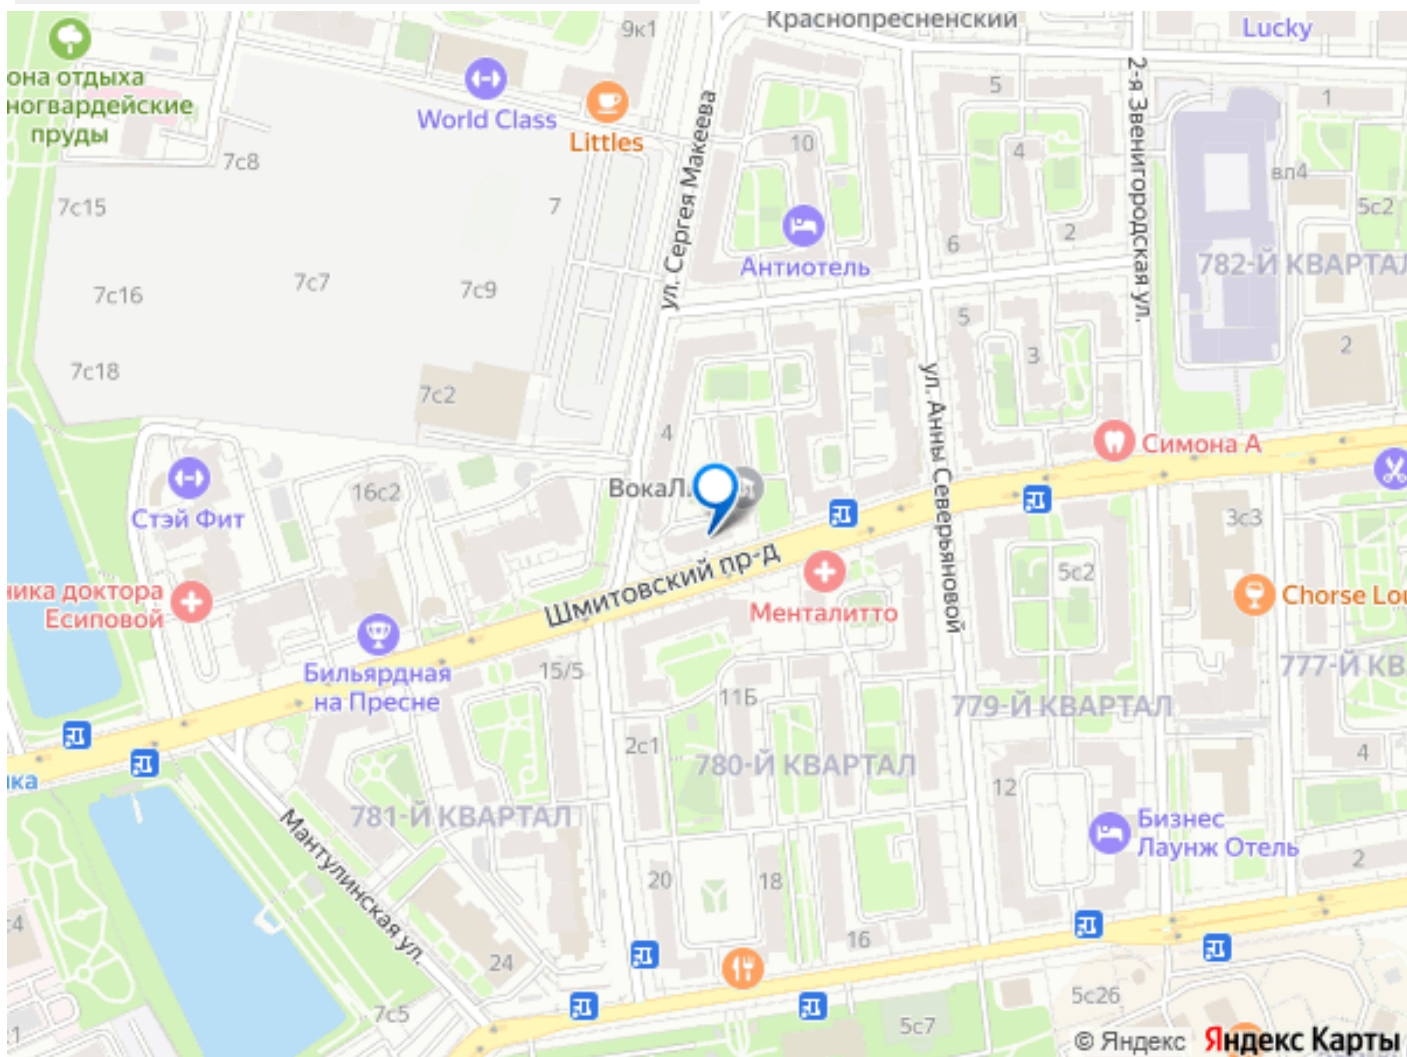 Краснопресненский
9к1
Lucky
она отдыха
ногвардейские
пруды
World Class
Littles
2-я Звенигородская ул.
5
1
10
4
7с8
вл4
7с15
7
5с2
ул. Сергея Макеева
6
2
Антиотель
782-Й КВАРТАЛ
7с16
7с7
7с9
5
3
2
7с18
7с2
ул. Анны Северьяновой
4
Симона А
16с2
Стэй Фит
3с3
Шмитовский пр-д
5с2
ника доктора
Есиповой
Менталитто
Chorse Lou
Бильярдная
на Пресне
15/5
11Б
777-Й КВ
779-Й КВАРТАЛ
2с1
780-Й КВАРТАЛ
4
ика
12
781-Й КВАРТАЛ
Мантулинская ул.
Бизнес
Лаунж Отель
2
20
18
с4
16
24
5с26
7с5
5с7
1
© Яндекс Яндекс Карты